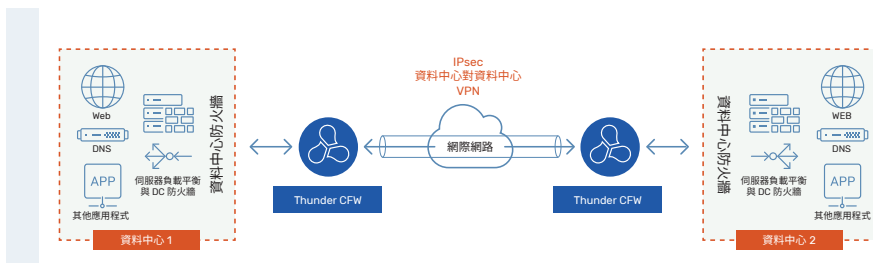 IPsec
資料中心對資料中心
VPN
Web
DNS
APP
其他應用程式
伺服器負載平衡
與 DC 防火牆
資料中心防火牆
資料中心 1
Thunder CFW
網際網路
Thunder CFW
資料中心防火牆
伺服器負載平衡
與 DC 防火牆
WEB
DNS
APP
其他應用程式
資料中心 2